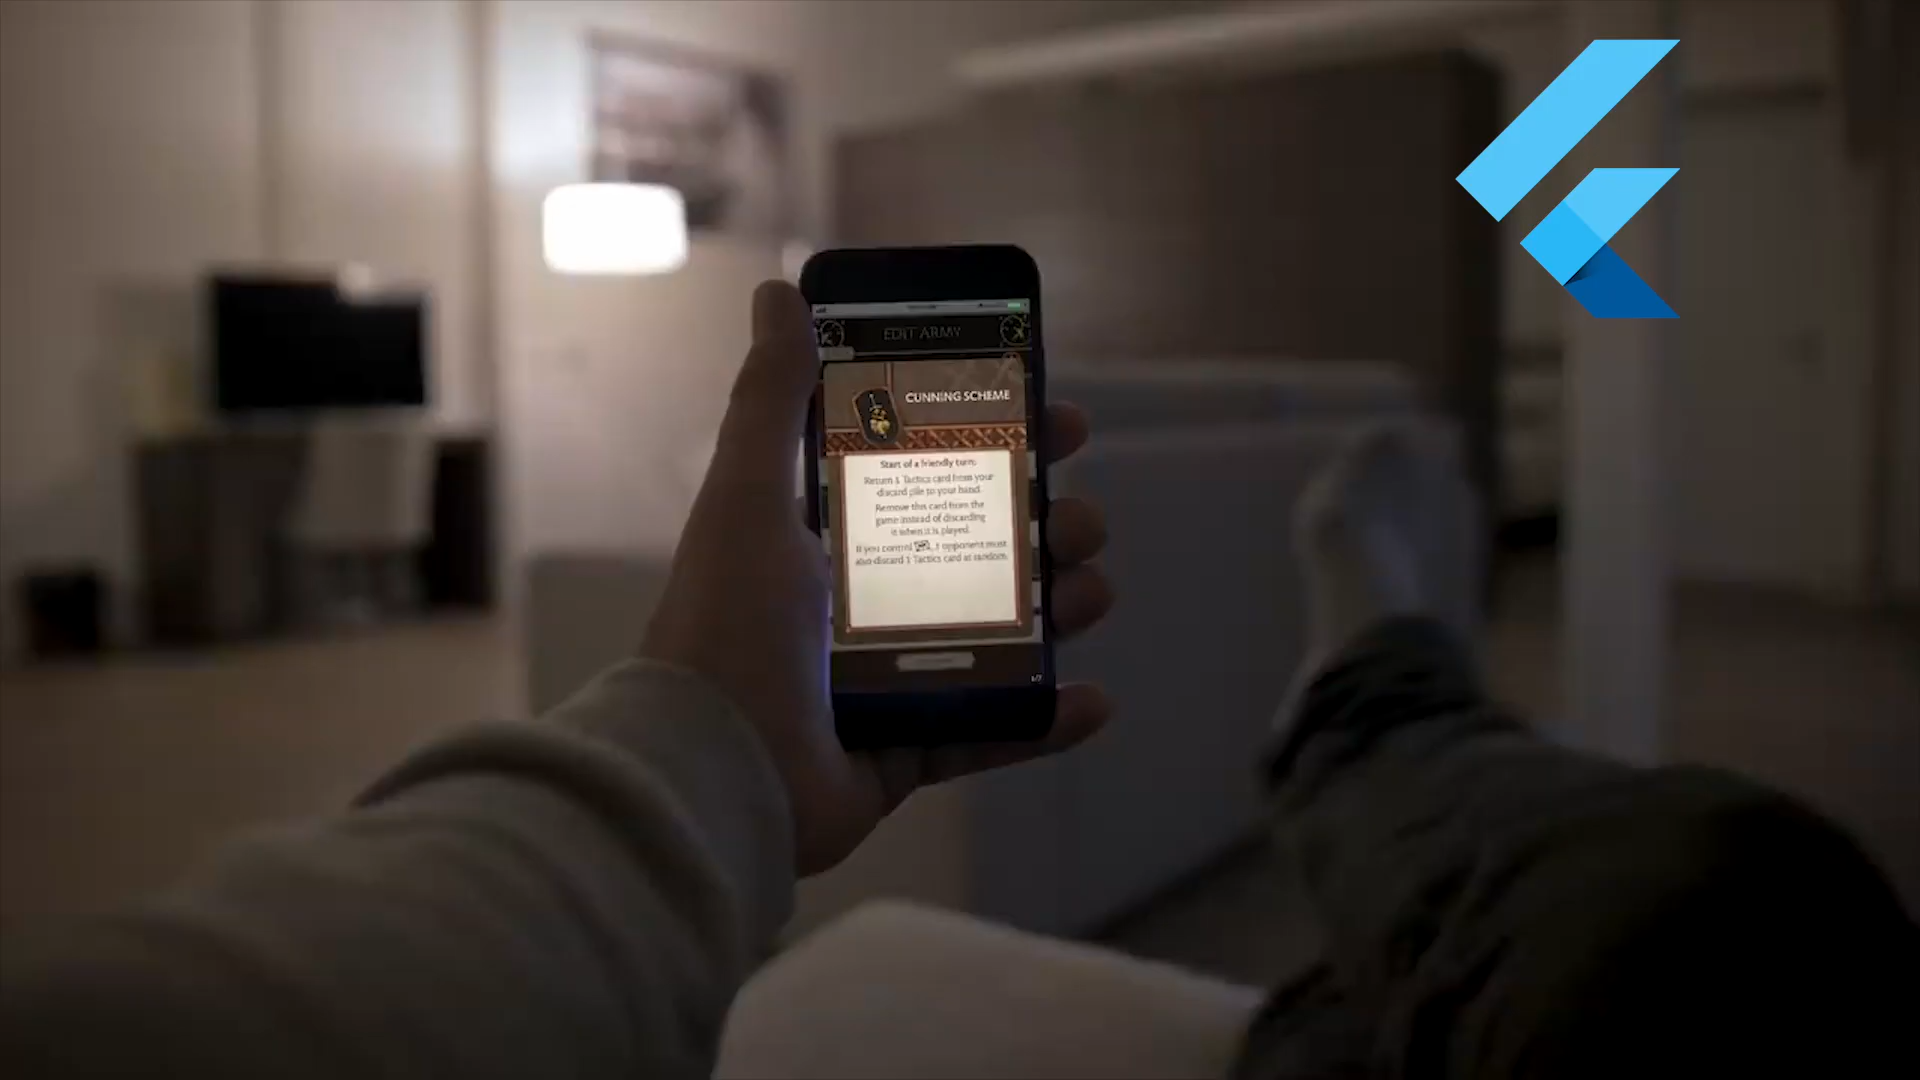 EDIT ARMY
CUNNING SCHEME
Start of a friendly turn:
Return 1 Tactics card from your
discard pile to your hand.
Remove this card from the
game instead of discarding
it when it is played.
If you control , 1 opponent must
also discard 1 Tactics card at random.